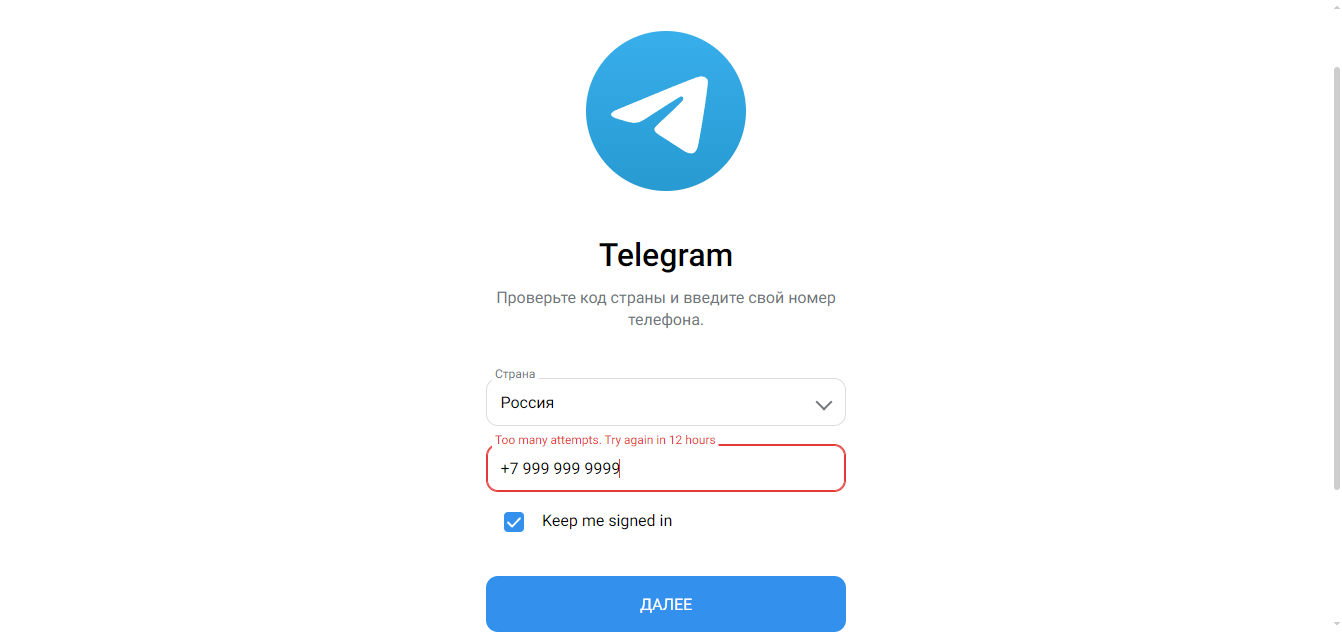 Telegram
Проверьте код страны и введите свой номер
телефона.
Страна
Россия
Too many attempts. Try again in 12 hours
+7 999 999 9999
Keep me signed in
ДАЛЕЕ